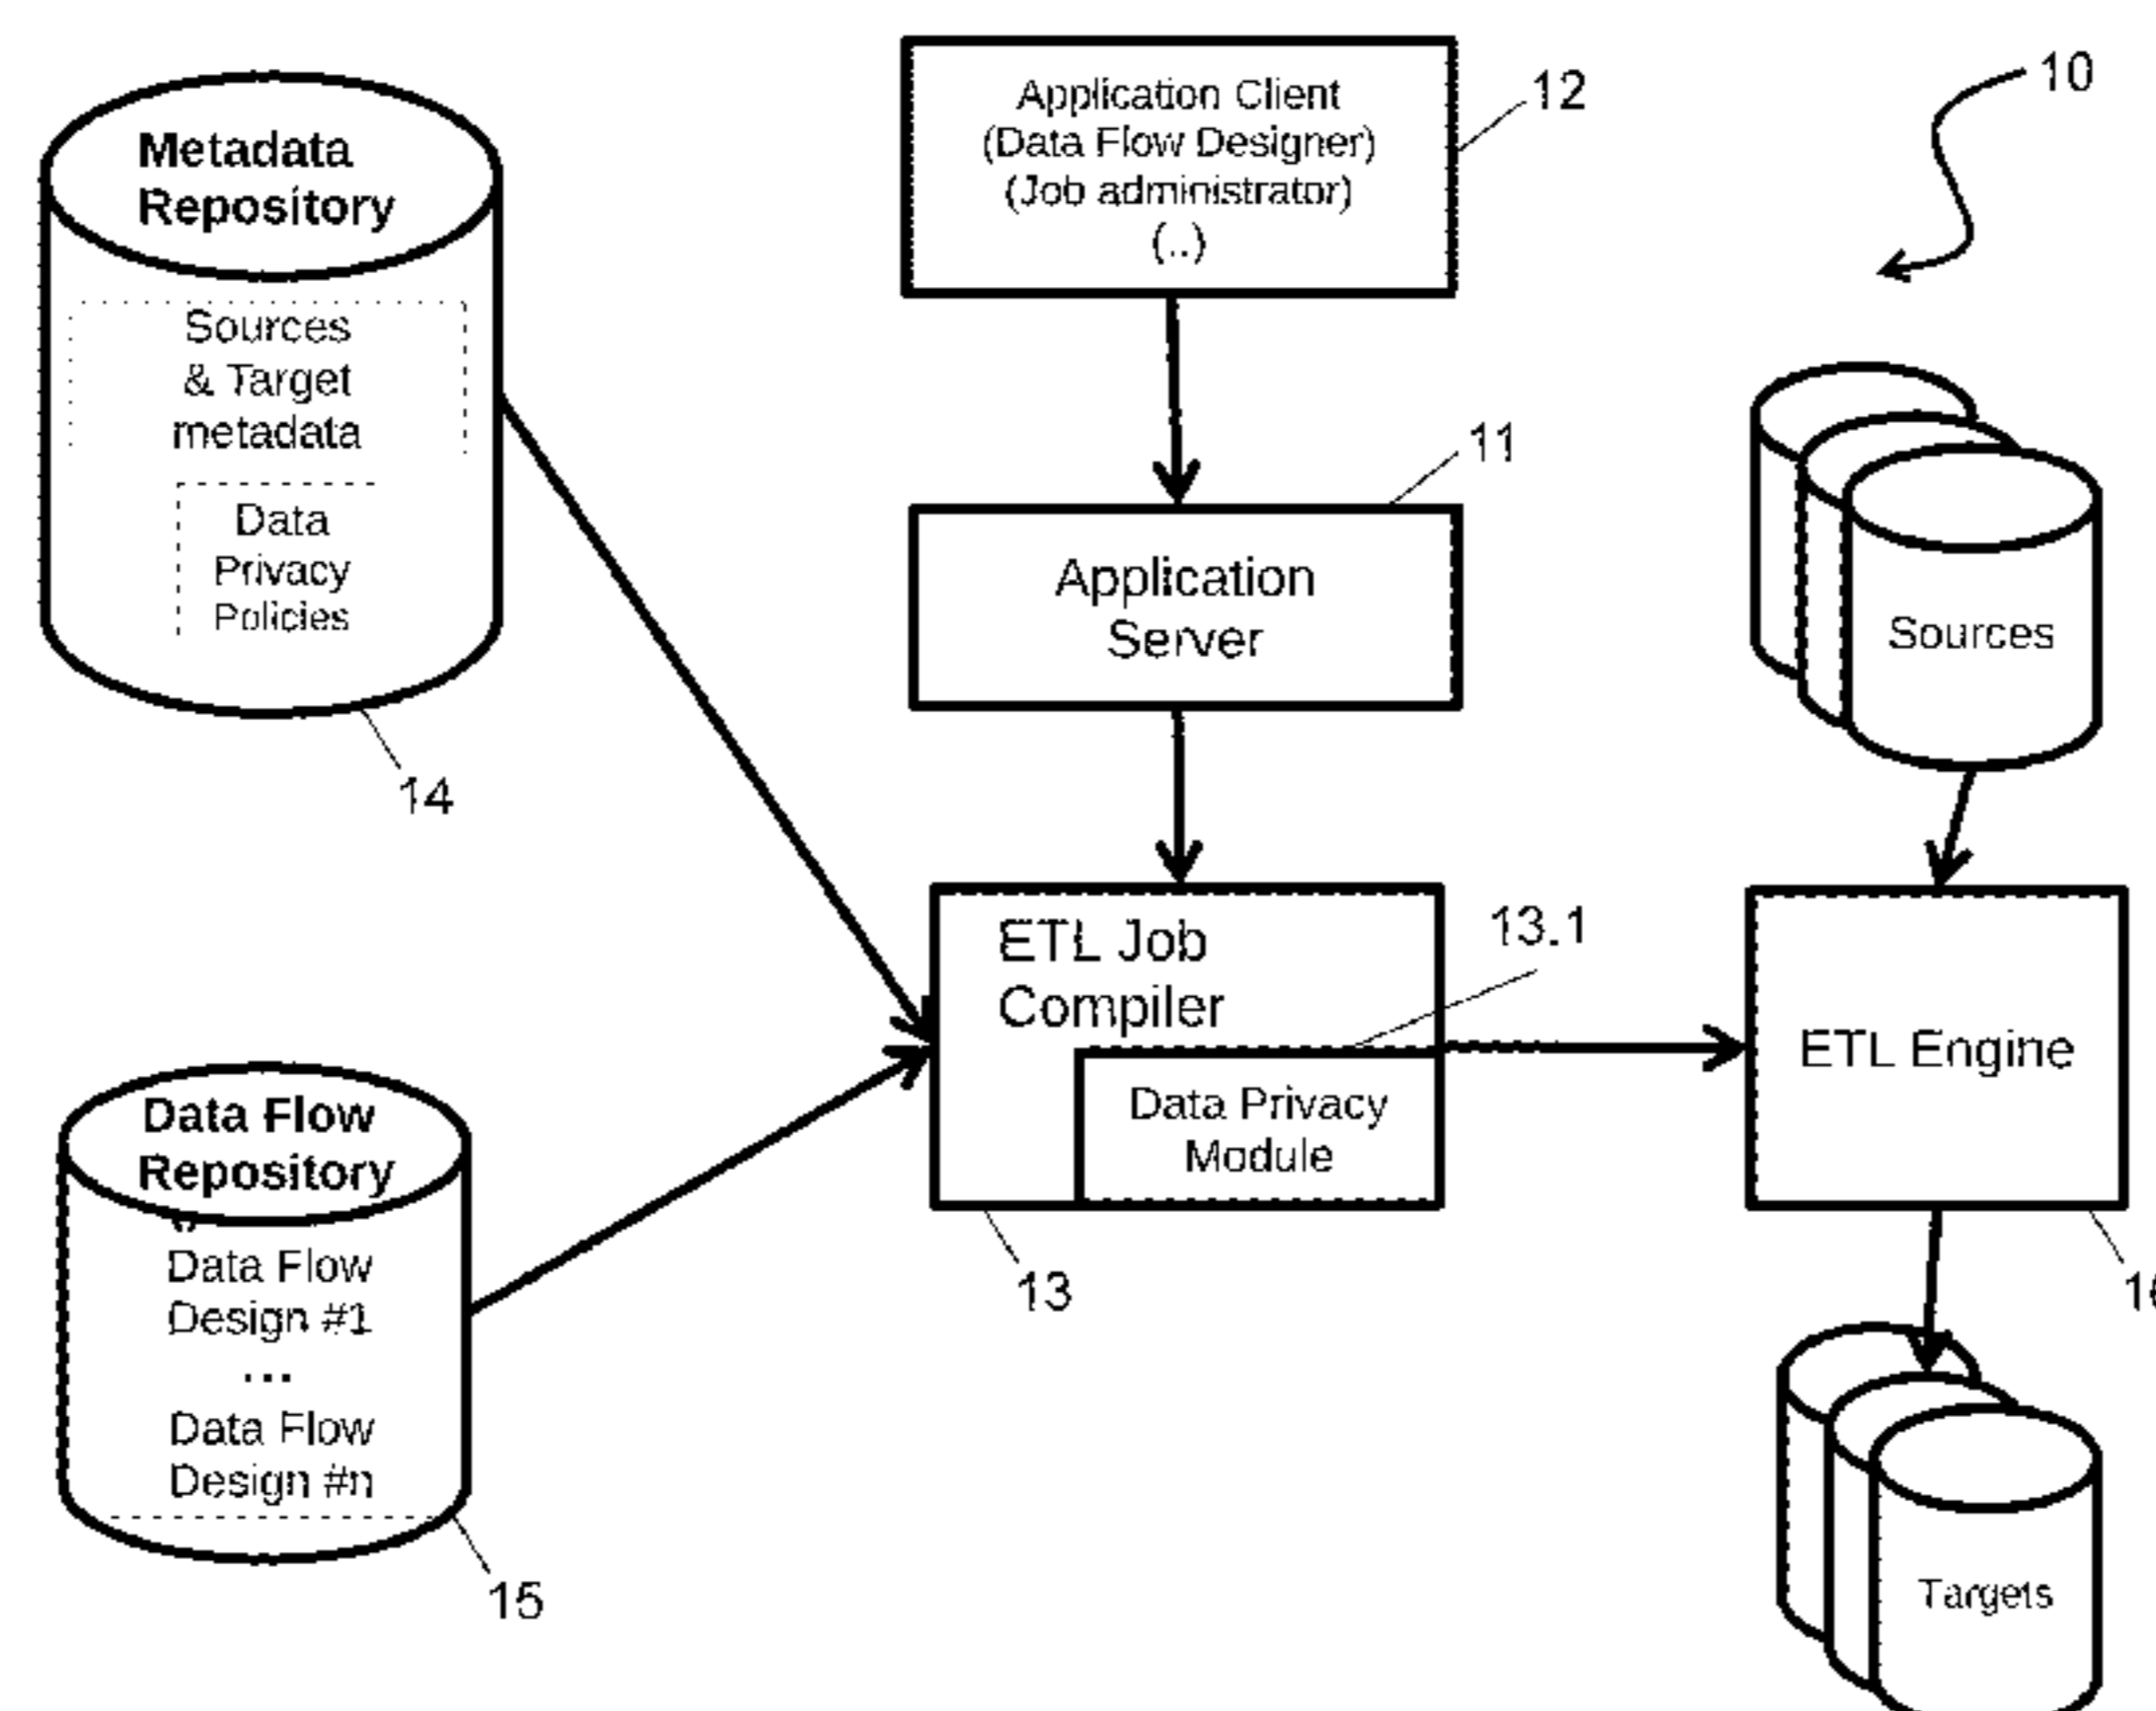 Metadata
Repository
Sources
& Target
metadata
Data
Privacy
Policies
14
Application Client
(Data Flow Designer)
(Job administrator)
(..)
12
10
11
Application
Server
Sources
ETL Job
Compiler
13.1
Data Privacy
Module
13
ETL Engine
Data Flow
Repository
Data Flow
Design #1
...
Data Flow
Design #n
15
Targets